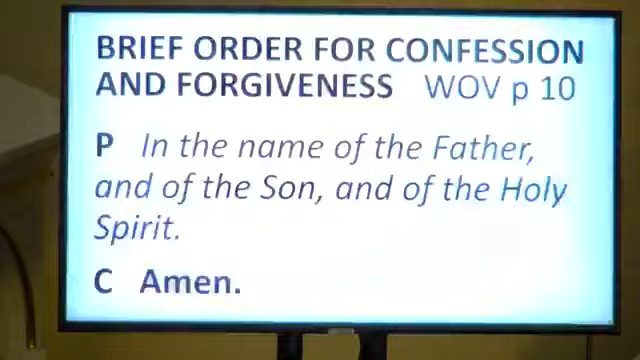 BRIEF ORDER FOR CONFESSION
AND FORGIVENESS WOV p 10
P In the name of the Father,
and of the Son, and of the Holy
Spirit.
C Amen.